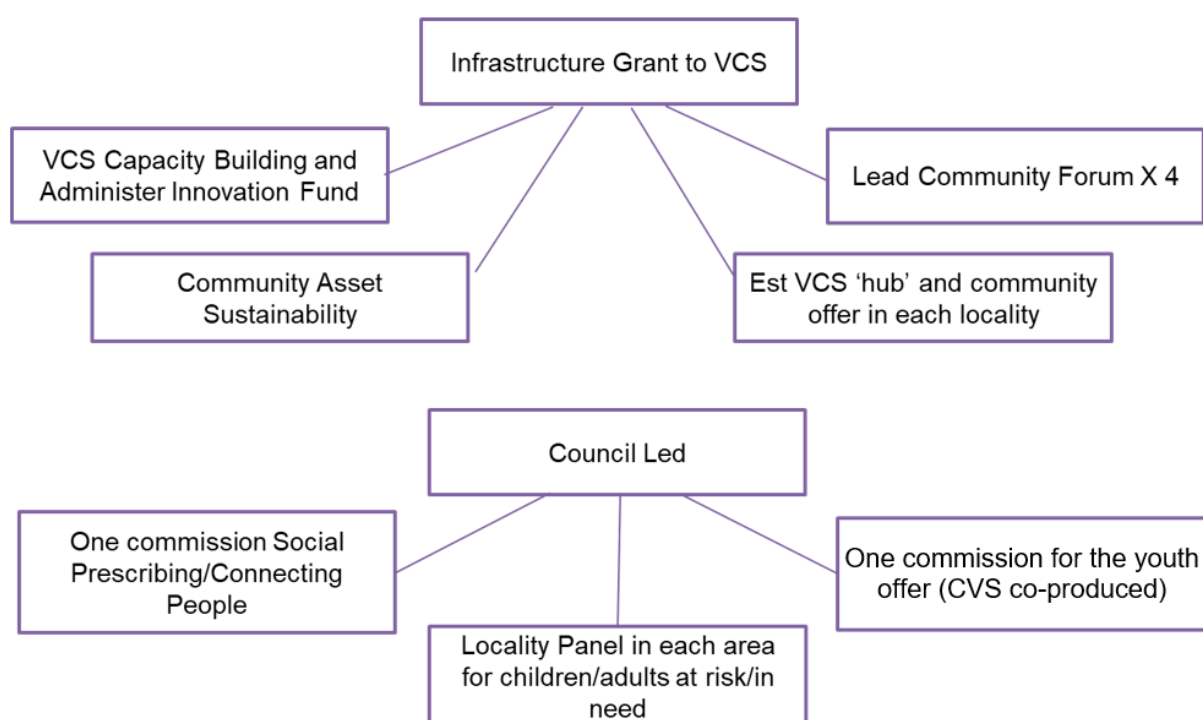 Infrastructure Grant to VCS
VCS Capacity Building and
Administer Innovation Fund
Lead Community Forum X 4
Community Asset
Sustainability
Est VCS ‘hub’ and community
offer in each locality
Council Led
One commission Social
Prescribing/Connecting
People
One commission for the youth
offer (CVS co-produced)
Locality Panel in each area
for children/adults at risk/in
need